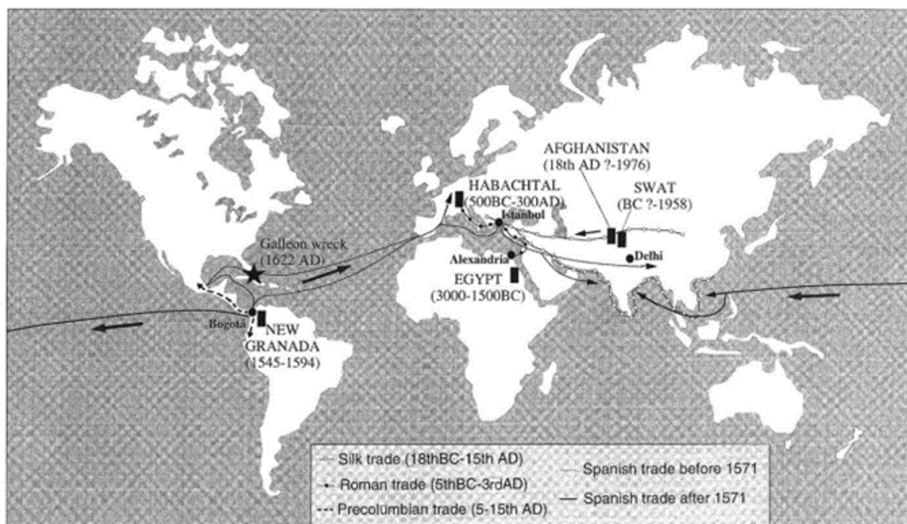 AFGHANISTAN
(18th AD ?-1976)
HABACHTAL
(500BC-300AD)
SWAT
(BC ?-1958)
Istanbul
Galleon wreck
(1622 AD)
Alexandria
Delhi
EGYPT
(3000-1500BC)
Bogotá
NEW
GRANADA
(1545-1594)
Silk trade (18thBC-15th AD)
Roman trade (5thBC-3rdAD)
Precolumbian trade (5-15th AD)
Spanish trade before 1571
Spanish trade after 1571